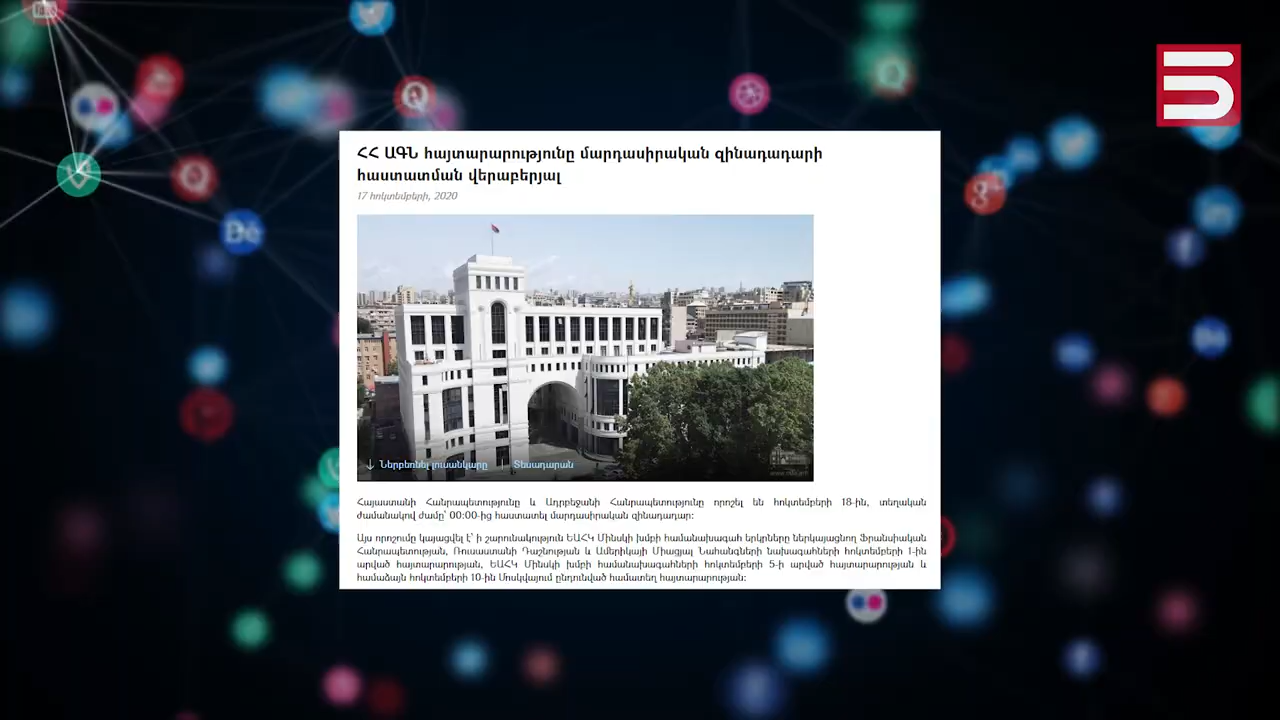 ՀՀ ԱԳՆ հայտարարությունը մարդասիրական զինադադարի
հաստատման վերաբերյալ
17 հոկտեմբերի, 2020
Ներբեռնել լուսանկարը | Տեսադարան
Հայաստանի Հանրապետությունը և Ադրբեջանի Հանրապետությունը որոշել են հոկտեմբերի 18-ին, տեղական
ժամանակով ժամը՝ 00:00-ից հաստատել մարդասիրական զինադադար:
Այս որոշումը կայացվել է՝ ի շարունակություն ԵԱՀԿ Մինսկի խմբի համանախագահ երկրները ներկայացնող Ֆրանսիական
Հանրապետության, Ռուսաստանի Դաշնության և Ամերիկայի Միացյալ Նահանգների նախագահների հոկտեմբերի 1-ին
արված հայտարարության, ԵԱՀԿ Մինսկի խմբի համանախագահների հոկտեմբերի 5-ի արված հայտարարության և
համաձայն հոկտեմբերի 10-ին Մոսկվայում ընդունված համատեղ հայտարարության: